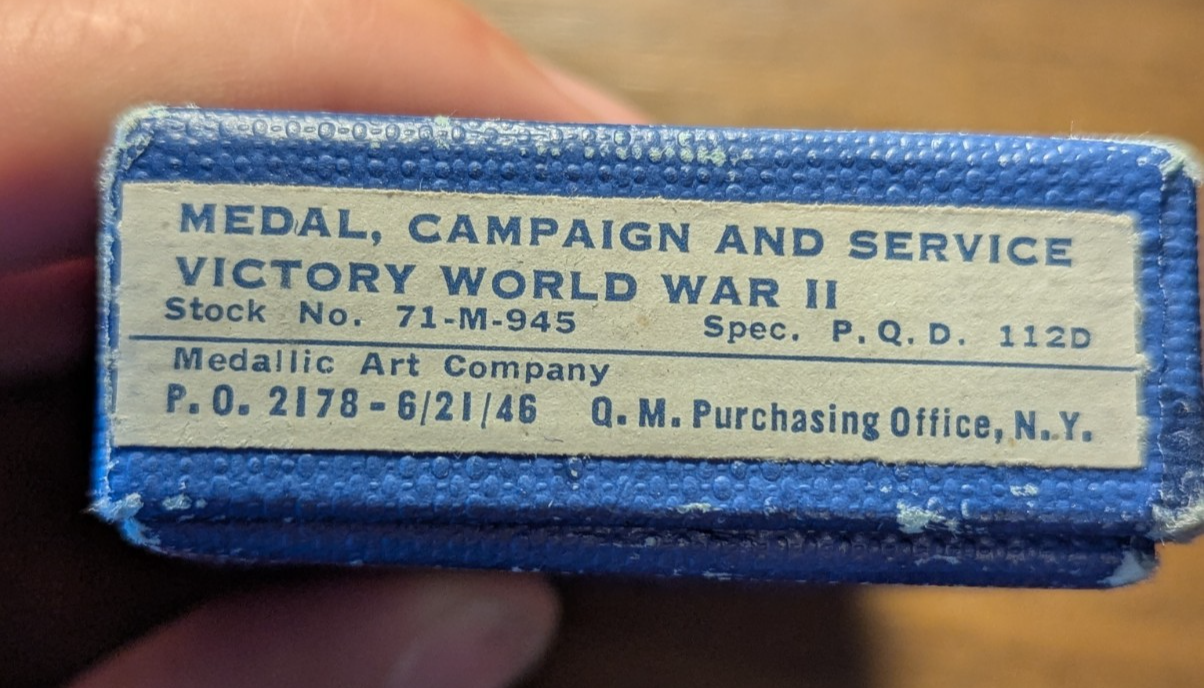 MEDAL, CAMPAIGN AND SERVICE
VICTORY WORLD WAR II
Stock No. 71-M-945 Spec. P.Q.D. 112D
Medallic Art Company
P.O. 2178-6/21/46 Q.M. Purchasing Office, N.Y.